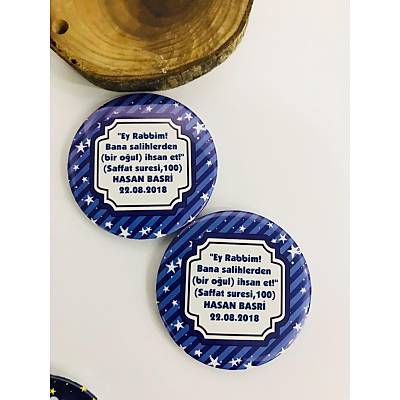 "Ey Rabbim!
Bana salihlerden
(bir oğul) ihsan et!"
(Saffat suresi,100)
HASAN BASRİ
22.08.2018
"Ey Rabbim!
Bana salihlerden
(bir oğul) ihsan et!"
(Saffat suresi,100)
HASAN BASRİ
22.08.2018